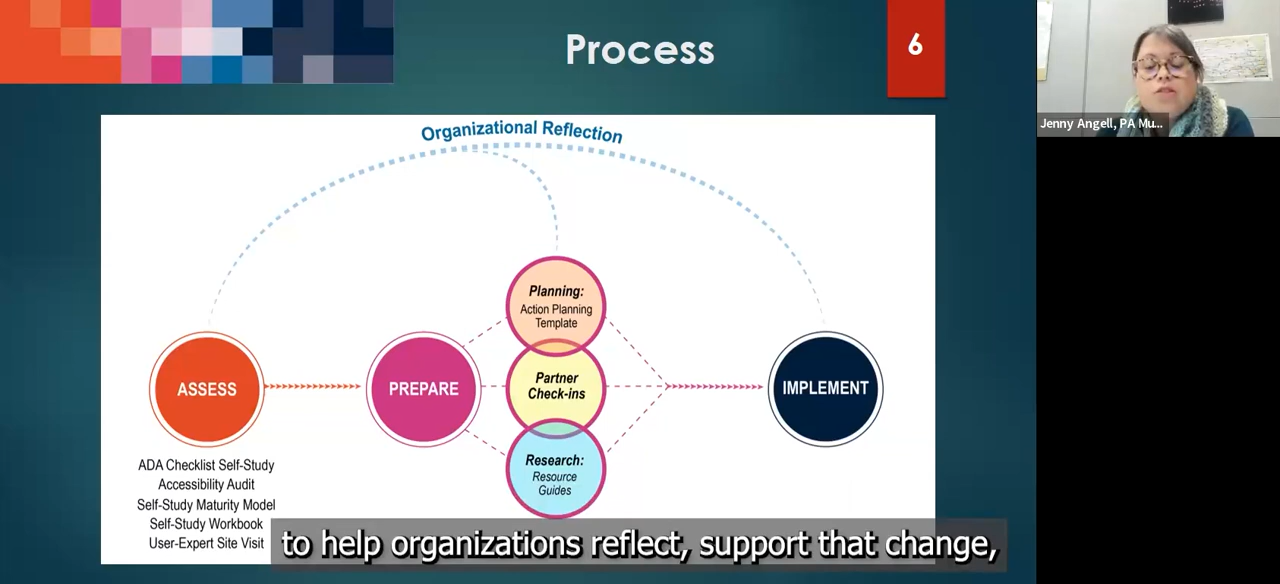 Process
6
Jenny Angell, PA Mu...
Organizational Reflection
Planning:
Action Planning
Template
ASSESS
PREPARE
Partner
Check-ins
IMPLEMENT
Research:
Resource
Guides
ADA Checklist Self-Study
Accessibility Audit
Self-Study Maturity Model
Self-Study Workbook
User-Expert Site Visit
to help organizations reflect, support that change,